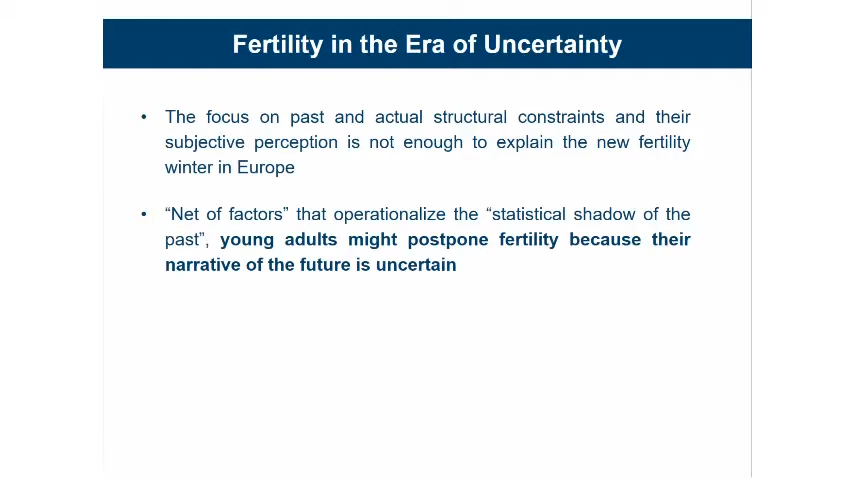 Fertility in the Era of Uncertainty
• The focus on past and actual structural constraints and their
subjective perception is not enough to explain the new fertility
winter in Europe
• “Net of factors” that operationalize the “statistical shadow of the
past”, young adults might postpone fertility because their
narrative of the future is uncertain